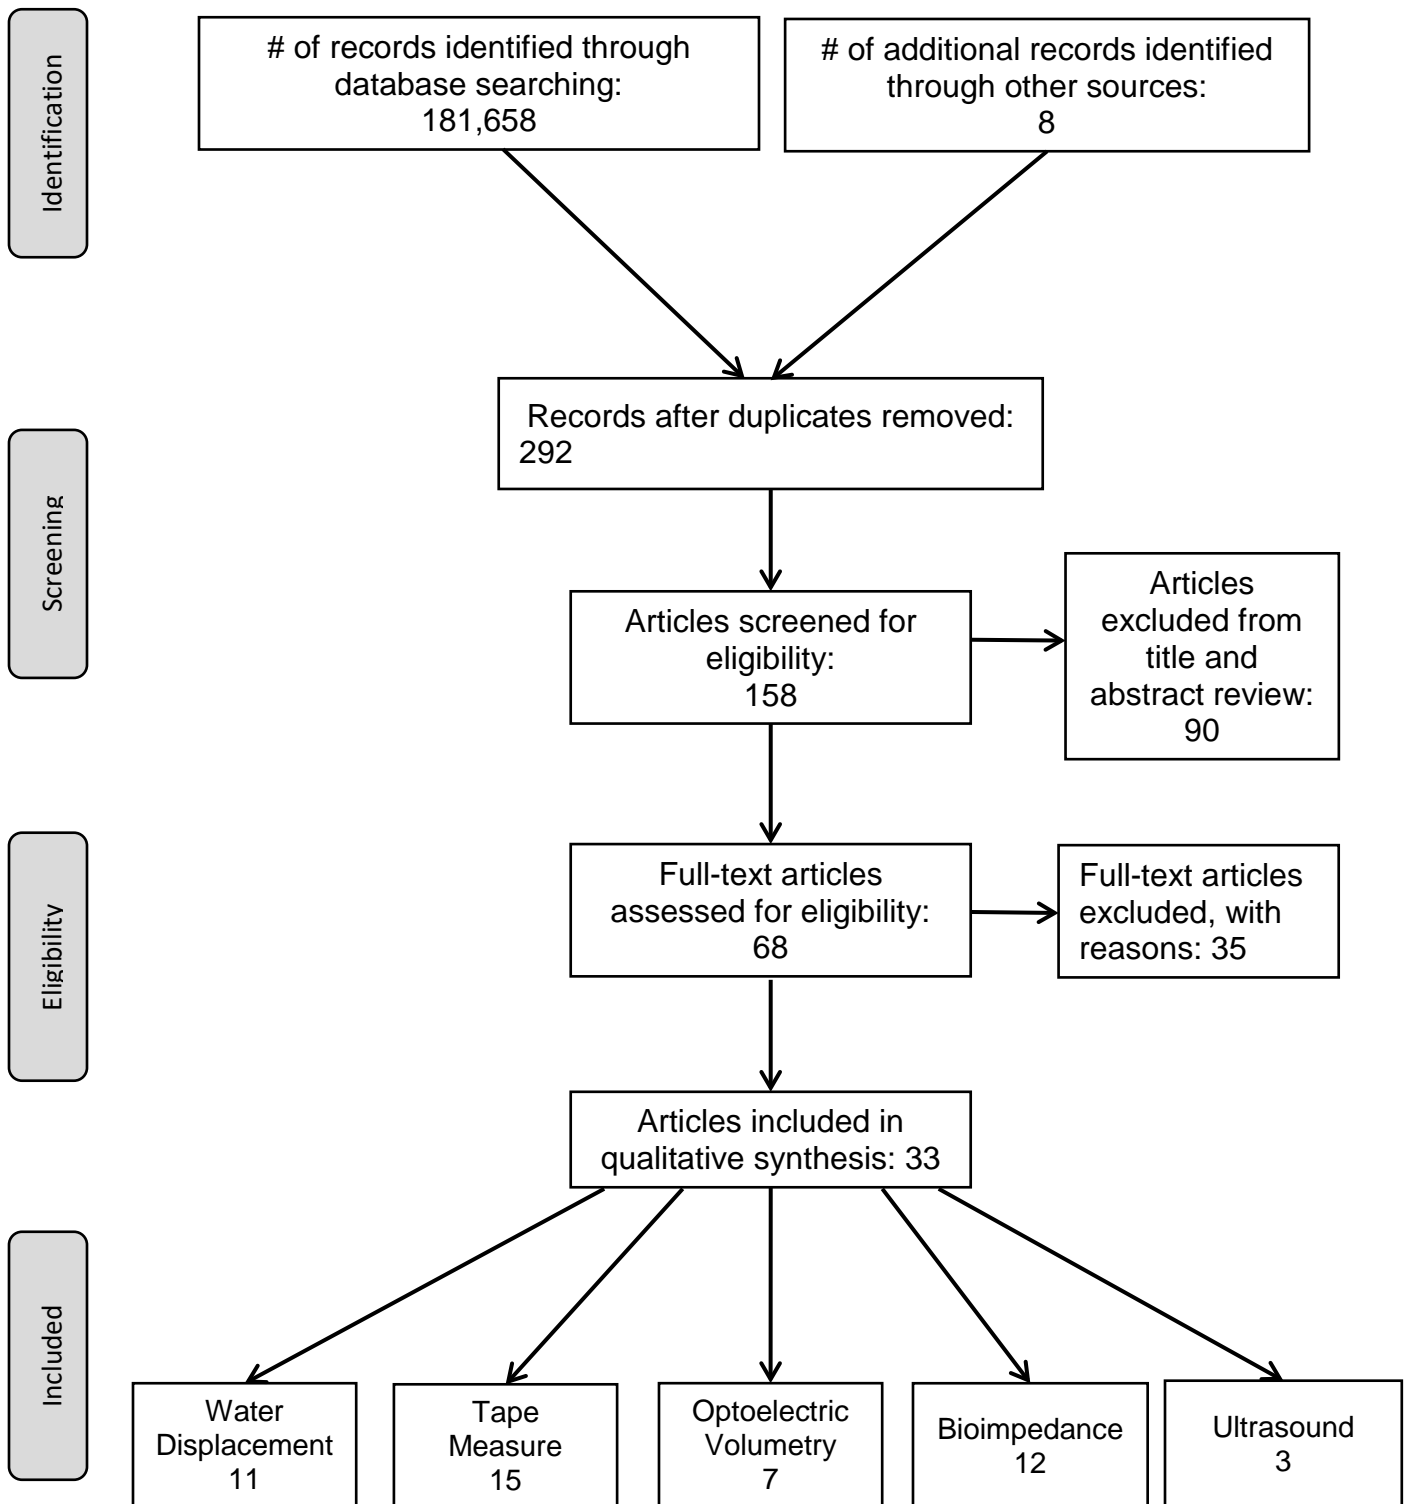 Identification
# of records identified through
database searching:
181,658
# of additional records identified
through other sources:
8
Screening
Records after duplicates removed:
292
Articles screened for
eligibility:
158
Articles
excluded from
title and
abstract review:
90
Eligibility
Full-text articles
assessed for eligibility:
68
Full-text articles
excluded, with
reasons: 35
Articles included in
qualitative synthesis: 33
Included
Water
Displacement
11
Tape
Measure
15
Optoelectric
Volumetry
7
Bioimpedance
12
Ultrasound
3